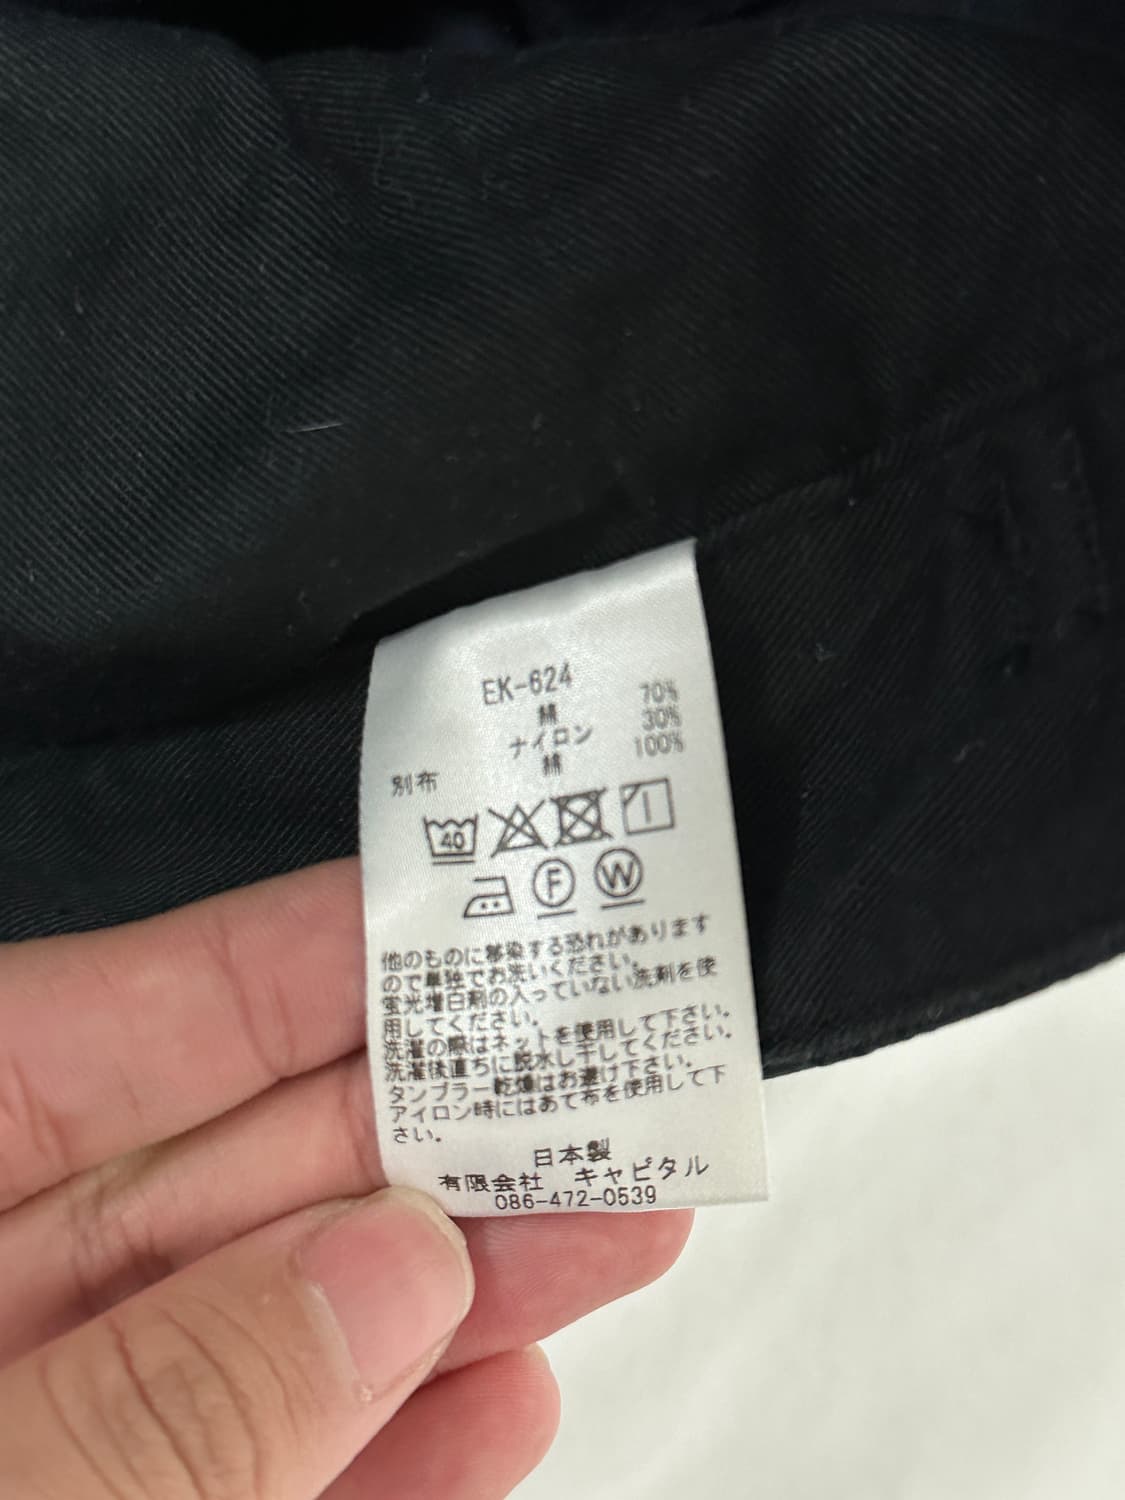 EK-624
綿 70%
ナイロン 30%
別布 綿 100%
40
F W
他のものに移染する恐れがあります
ので単独でお洗いください。
蛍光増白剤の入っていない洗剤を使
用してください。
洗濯の際はネットを使用して下さい。
洗濯後直ちに脱水し干してください。
タンブラー乾燥はお避け下さい。
アイロン時にはあて布を使用して下
さい。
日本製
有限会社 キャピタル
086-472-0539